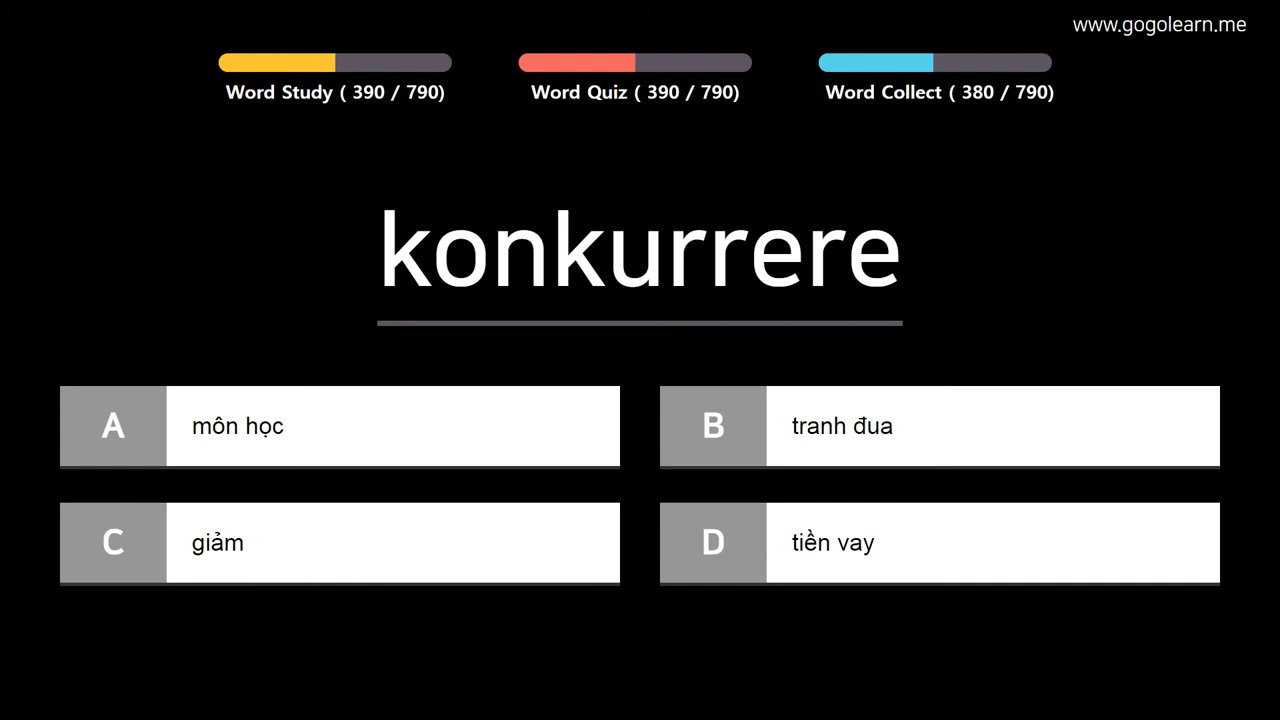 www.gogolearn.me
Word Study ( 390 / 790)
Word Quiz ( 390 / 790)
Word Collect ( 380 / 790)
konkurrere
A môn học
B tranh đua
C giảm
D tiền vay